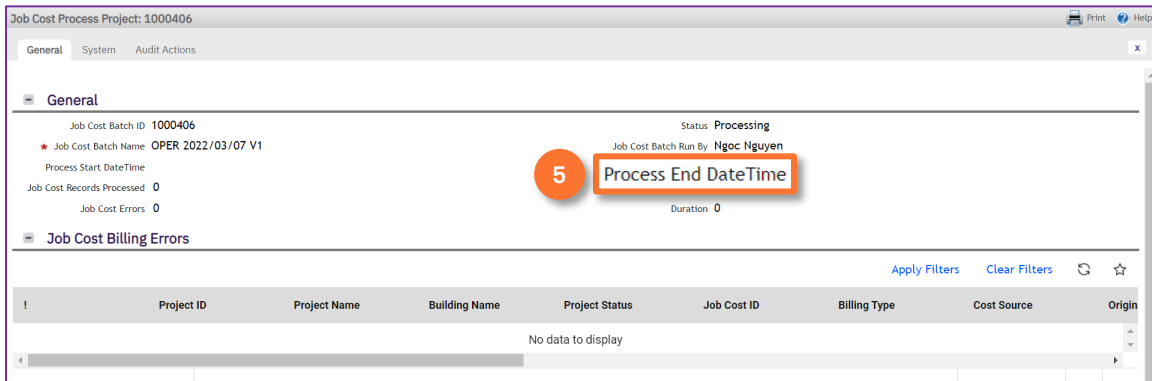 Job Cost Process Project: 1000406
Print Help
General System Audit Actions
x
General
Job Cost Batch ID 1000406
Status Processing
* Job Cost Batch Name OPER 2022/03/07 V1
Job Cost Batch Run By Ngoc Nguyen
Process Start DateTime
5 Process End DateTime
Job Cost Records Processed 0
Job Cost Errors 0
Duration 0
Job Cost Billing Errors
Apply Filters Clear Filters
! Project ID Project Name Building Name Project Status Job Cost ID Billing Type Cost Source Origin
No data to display